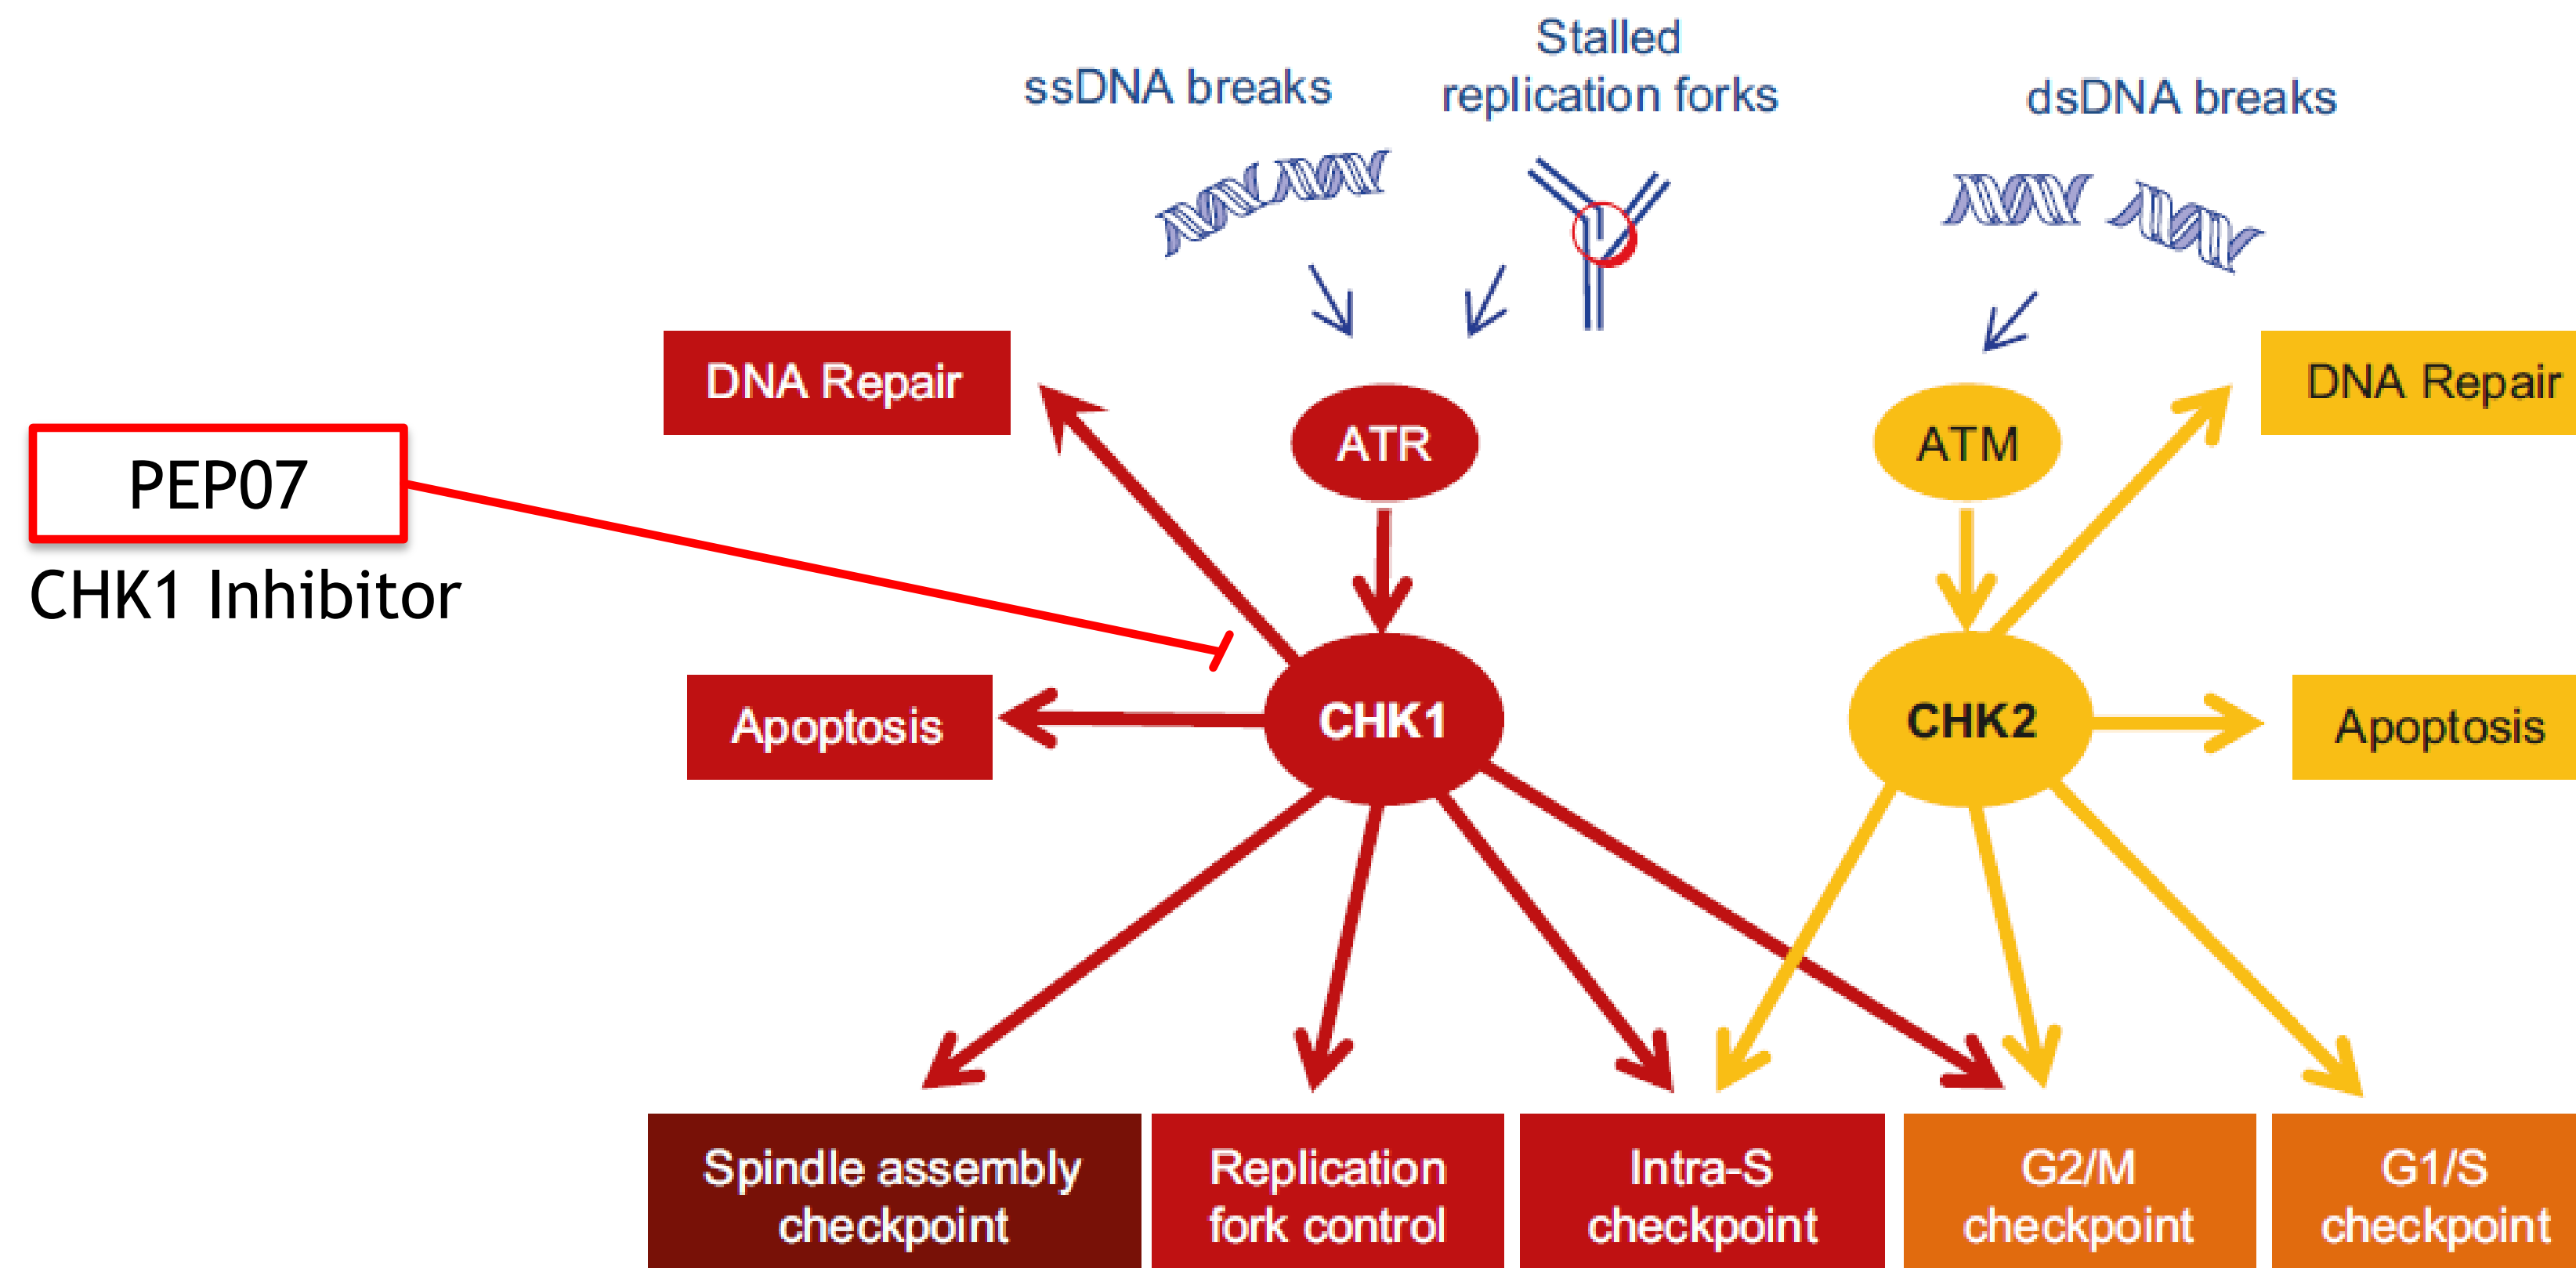 Stalled
replication forks
ssDNA breaks
dsDNA breaks
DNA Repair
ATR
ATM
DNA Repair
PEP07
CHK1 Inhibitor
Apoptosis
CHK1
CHK2
Apoptosis
Spindle assembly
checkpoint
Replication
fork control
Intra-S
checkpoint
G2/M
checkpoint
G1/S
checkpoint